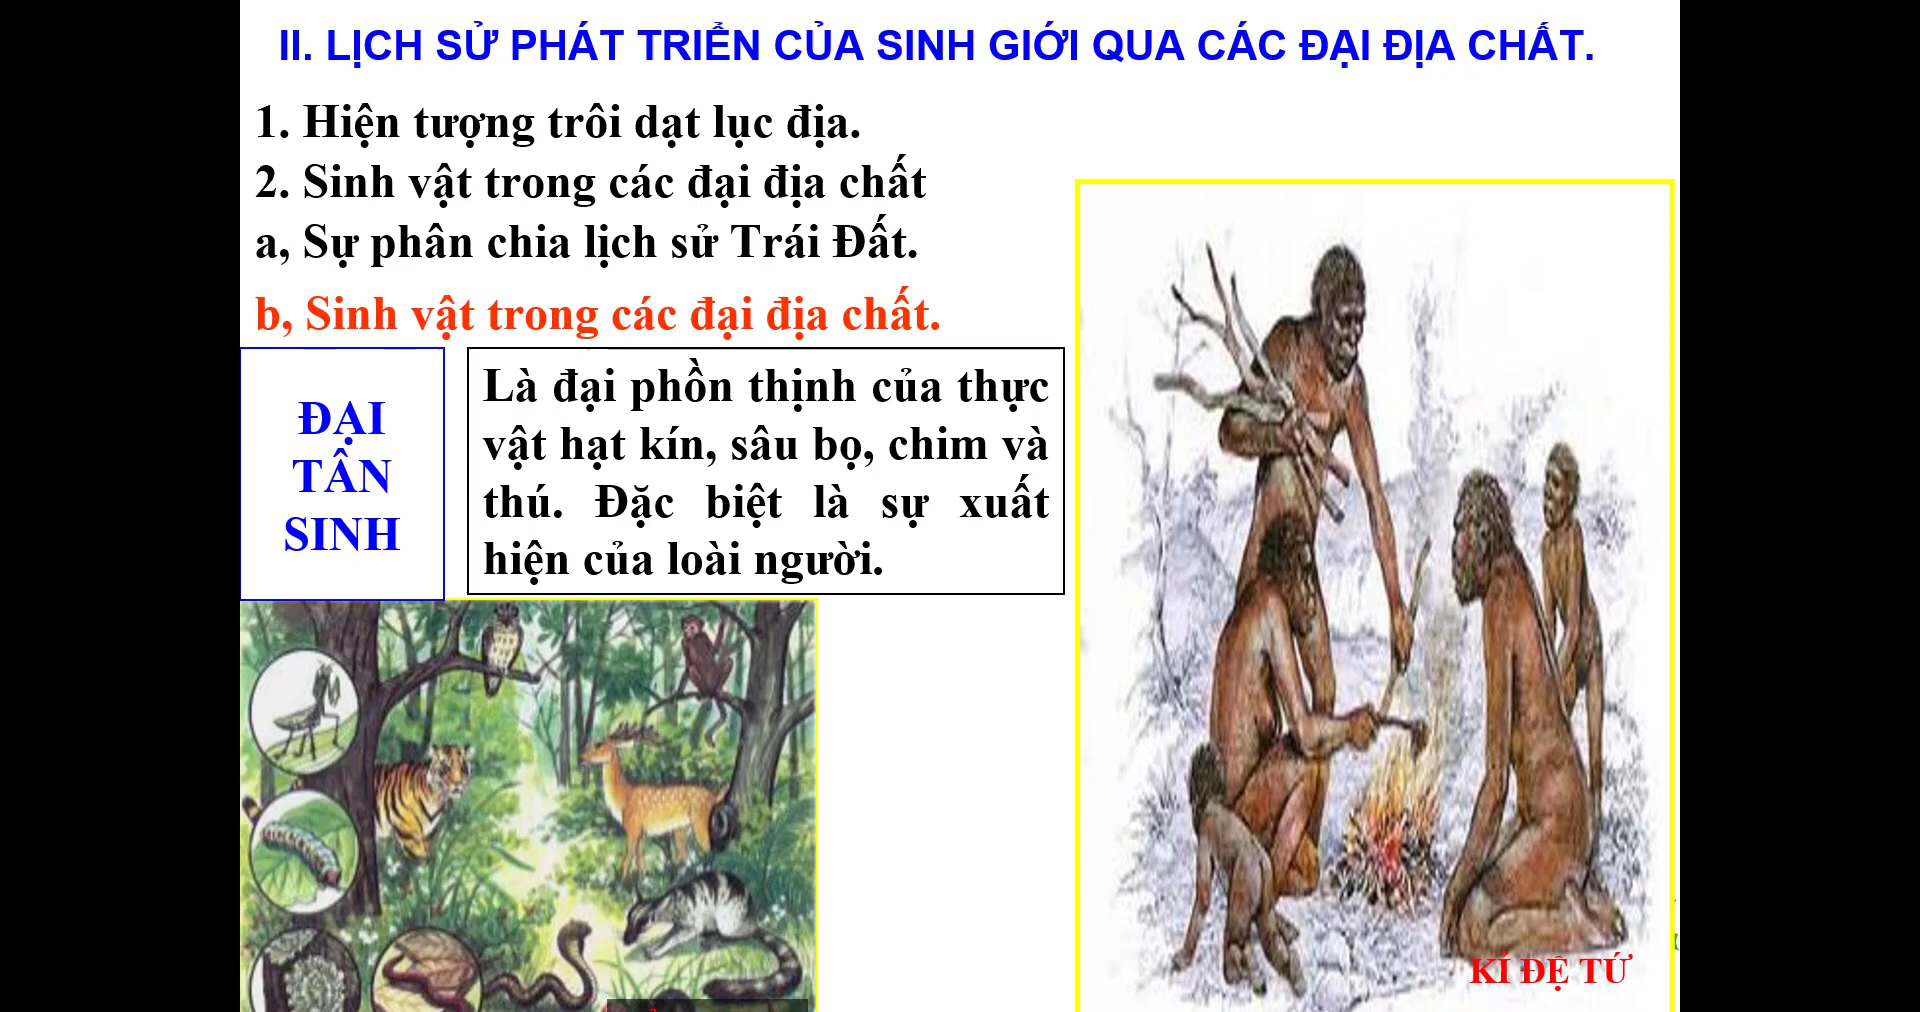 II. LỊCH SỬ PHÁT TRIỂN CỦA SINH GIỚI QUA CÁC ĐẠI ĐỊA CHẤT.
1. Hiện tượng trôi dạt lục địa.
2. Sinh vật trong các đại địa chất
a, Sự phân chia lịch sử Trái Đất.
b, Sinh vật trong các đại địa chất.
ĐẠI
TÂN
SINH
Là đại phồn thịnh của thực
vật hạt kín, sâu bọ, chim và
thú. Đặc biệt là sự xuất
hiện của loài người.
KỈ ĐỆ TỨ